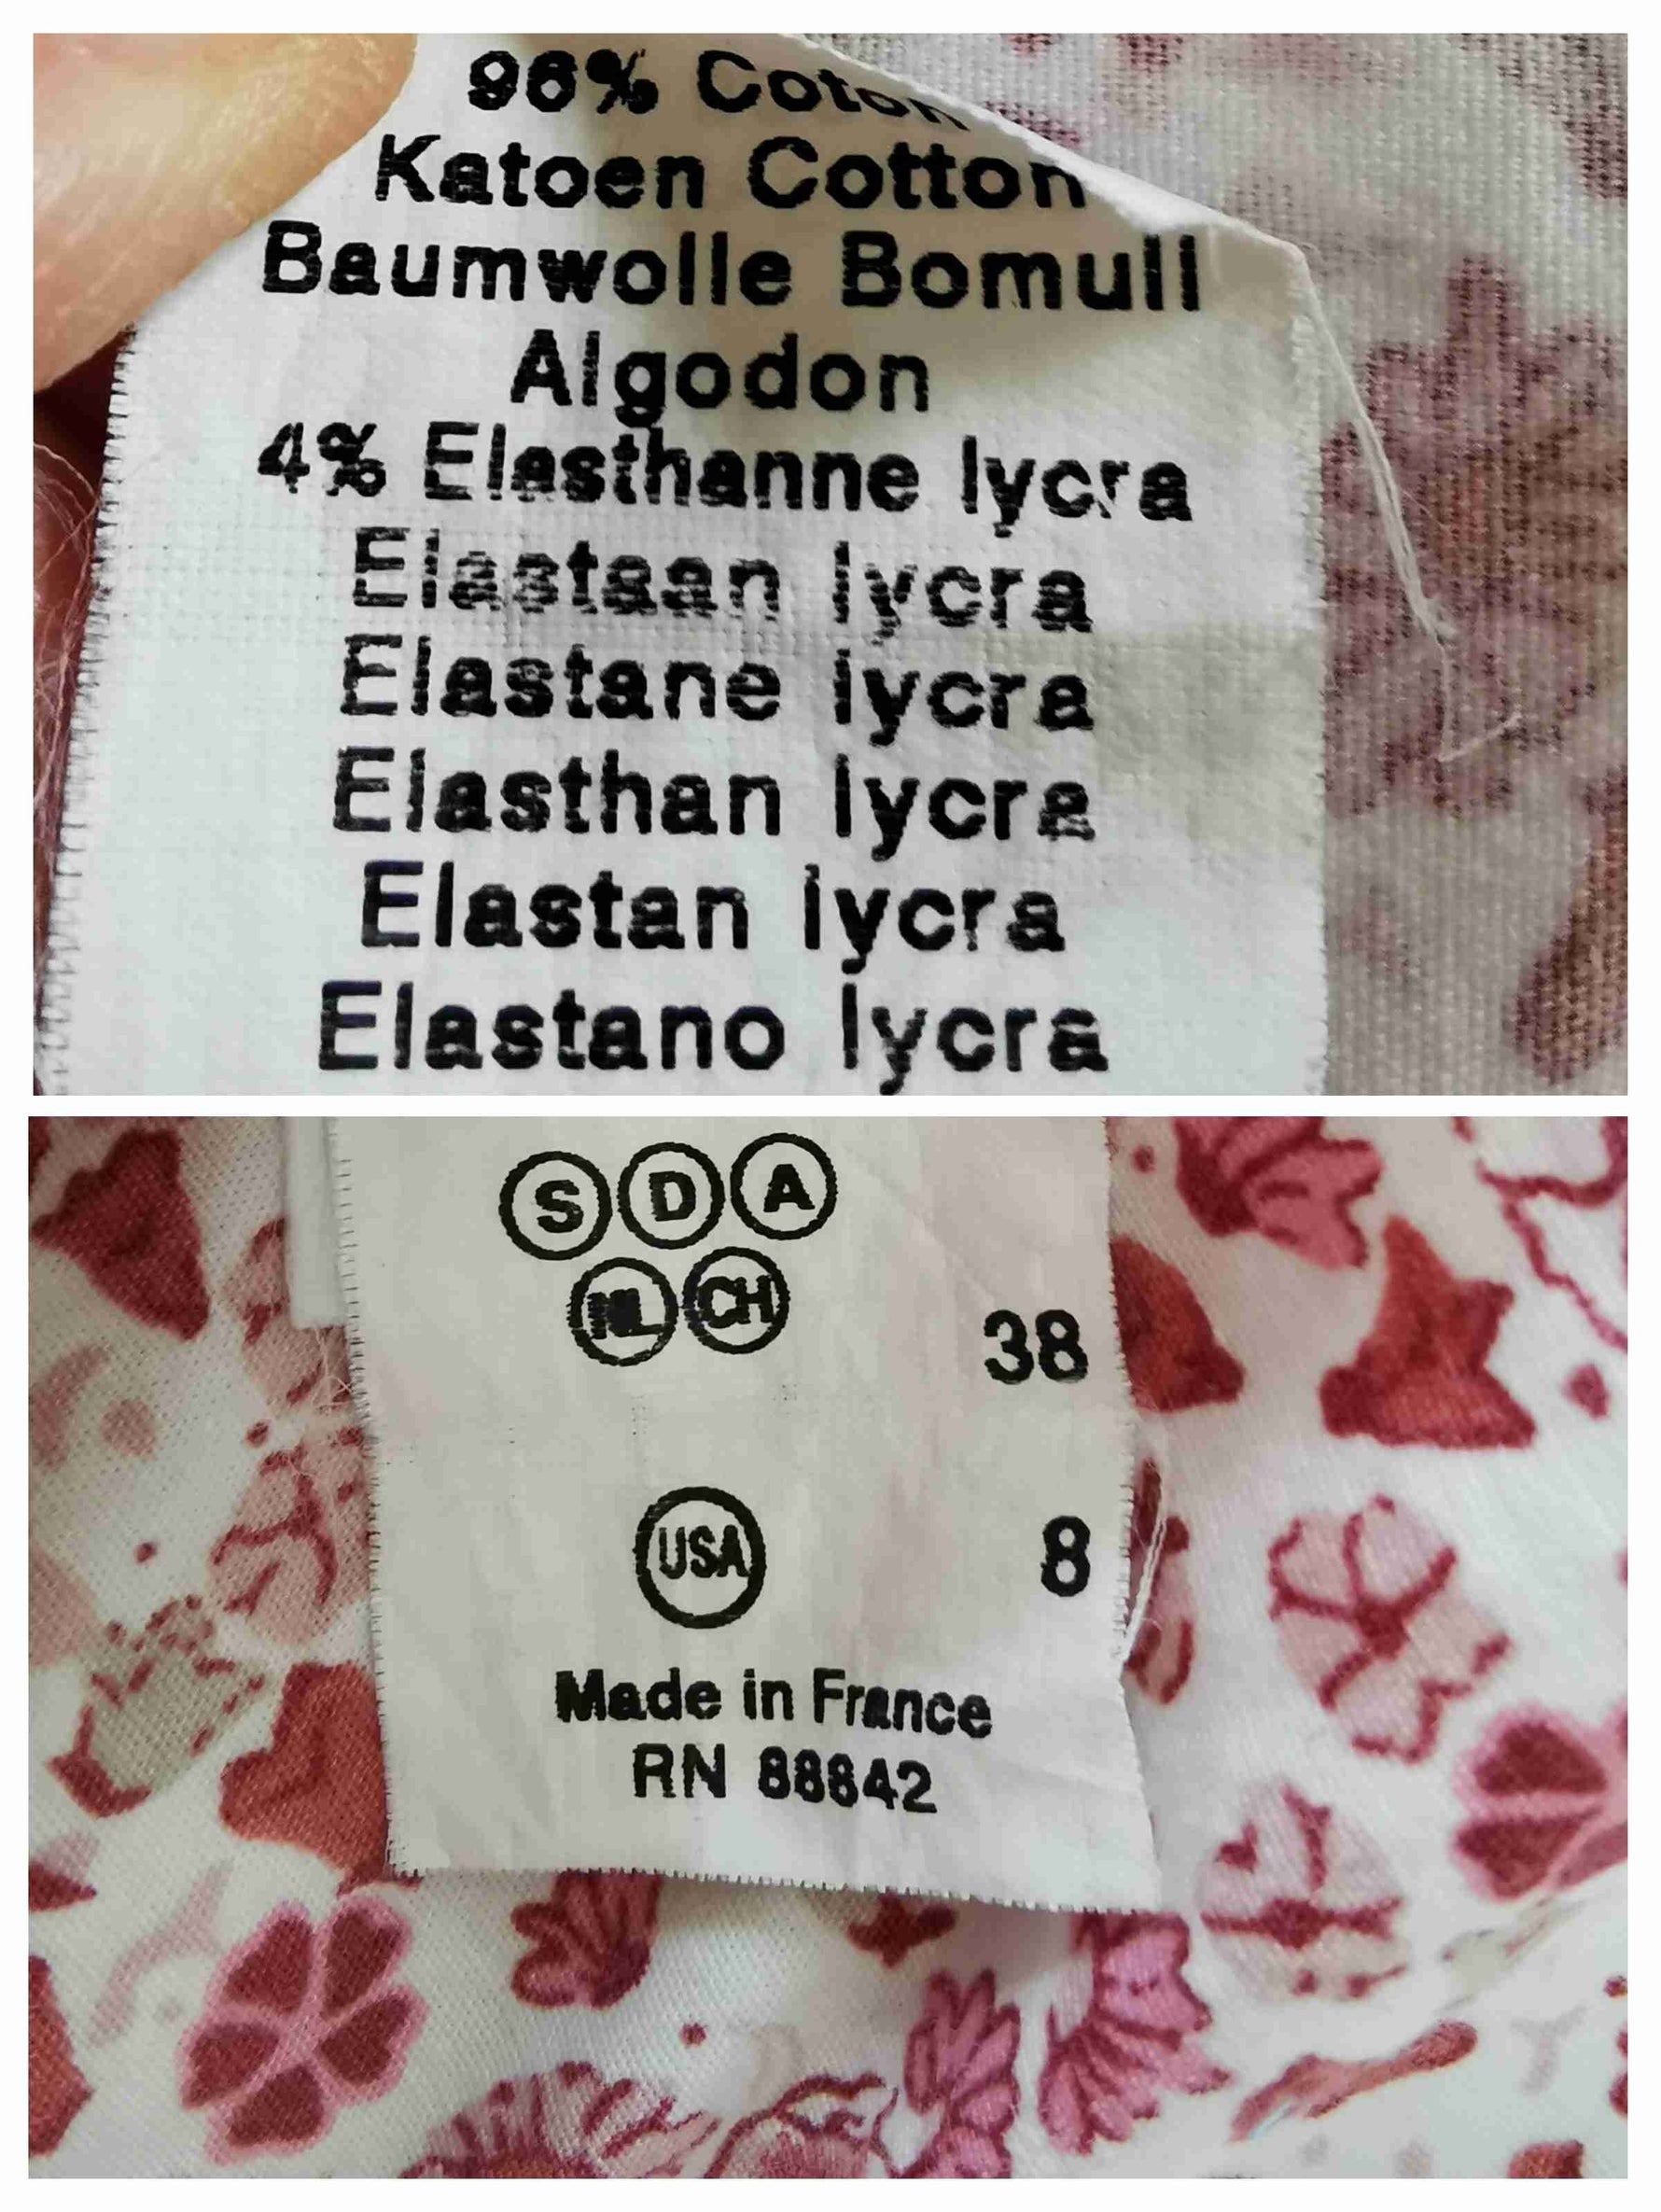 96% Coton
Katoen Cotton
Baumwolle Bomull
Algodon
4% Elasthanne lycra
Elastaan lycra
Elastane lycra
Elasthan lycra
Elastan lycra
Elastano lycra
S D A
NL CH 38
USA 8
Made in France
RN 88842